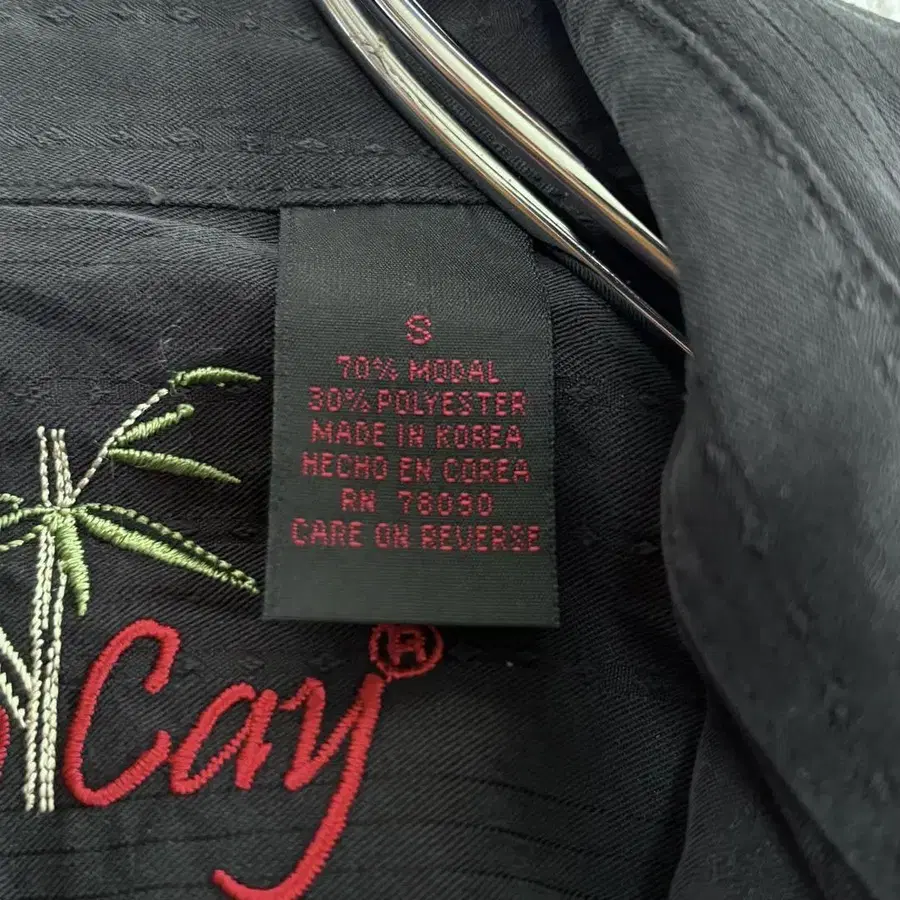 S
70% MODAL
30% POLYESTER
MADE IN KOREA
HECHO EN COREA
RN 78090
CARE ON REVERSE
Cay®